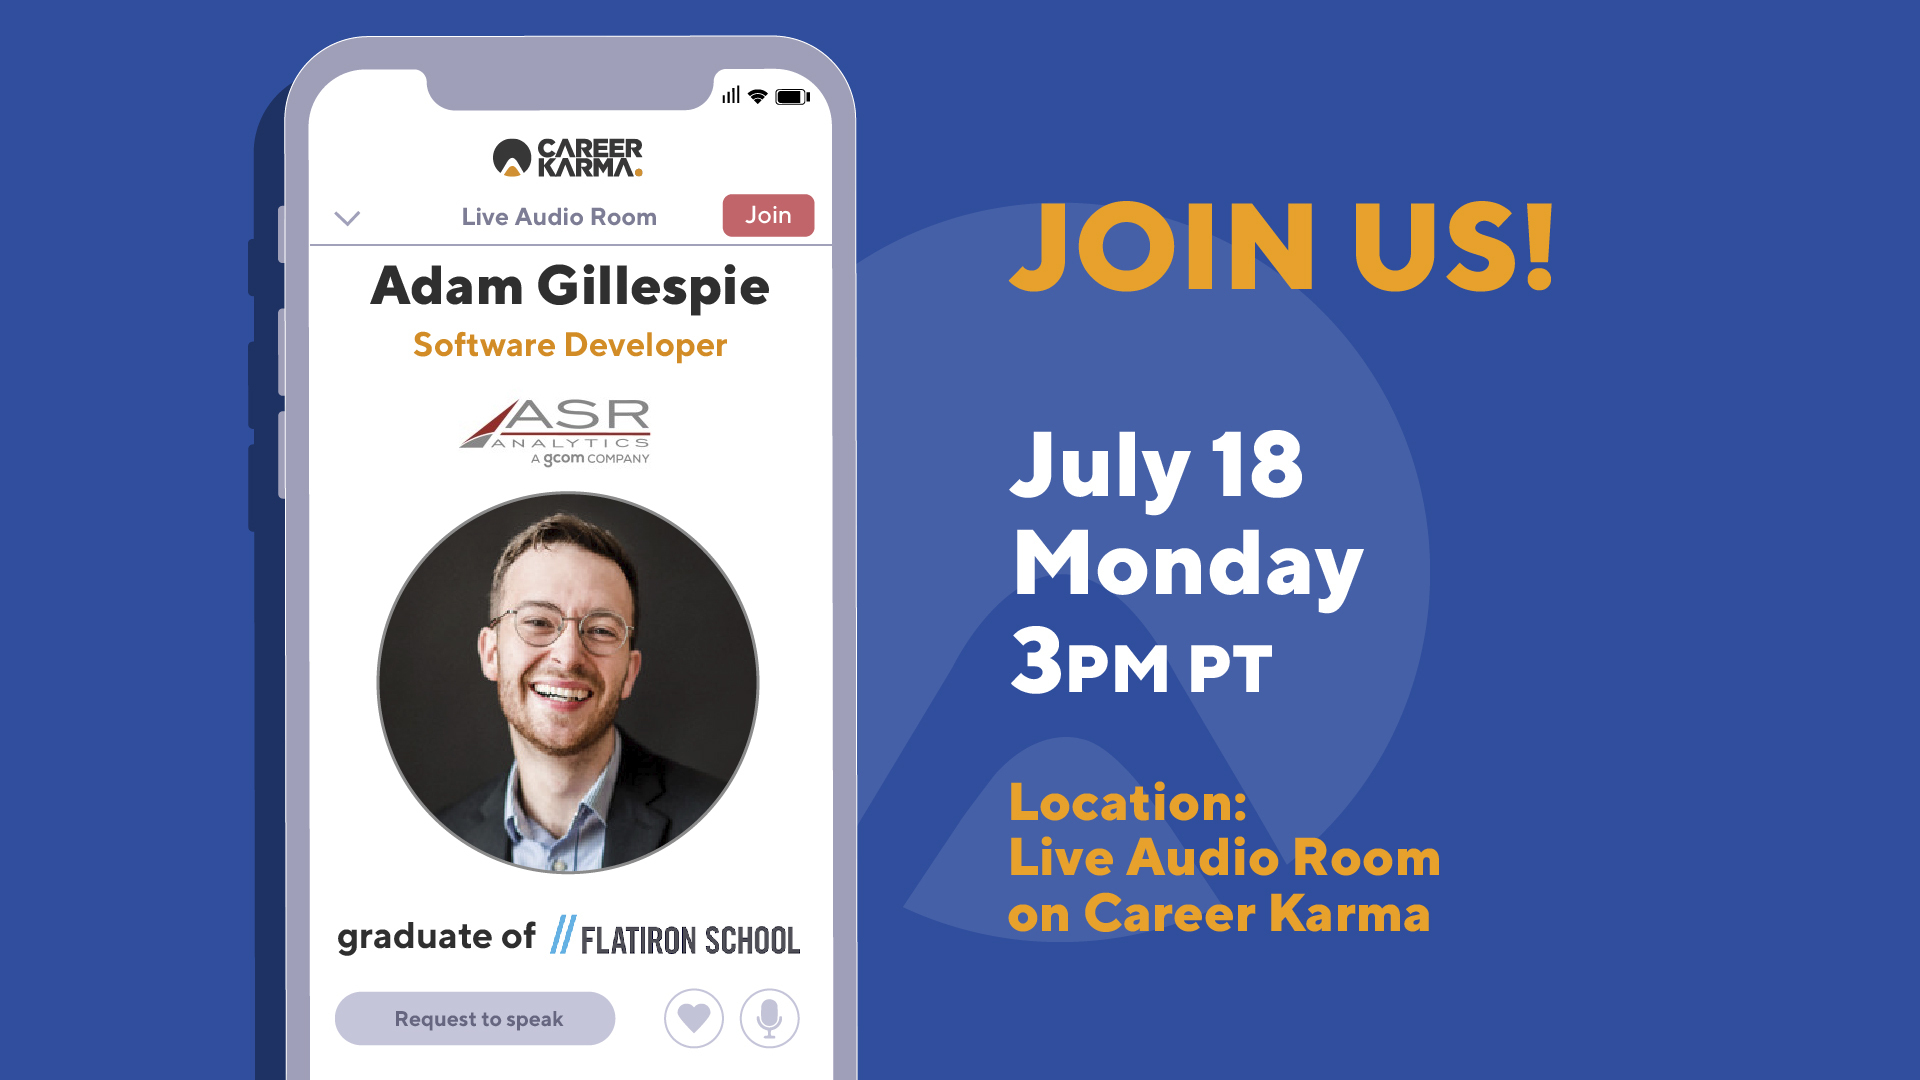 CAREER
KARMA.
Live Audio Room
Join
Adam Gillespie
Software Developer
ASR
ANALYTICS
A gcom COMPANY
graduate of // FLATIRON SCHOOL
Request to speak
JOIN US!
July 18
Monday
3PM PT
Location:
Live Audio Room
on Career Karma